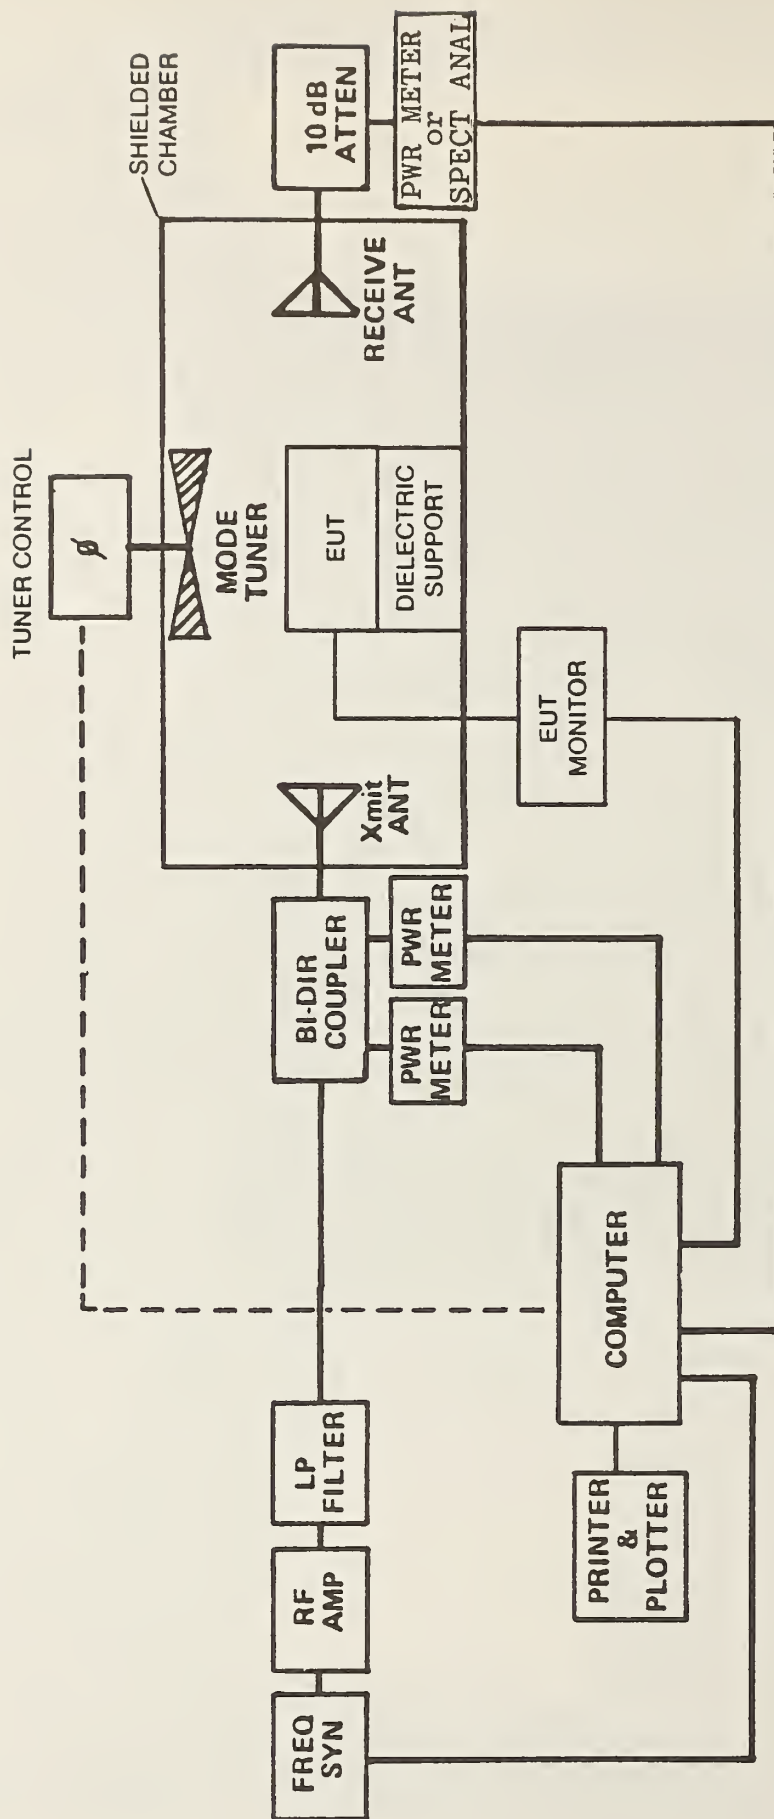 TUNER CONTROL
ø
SHIELDED
CHAMBER
MODE
TUNER
FREQ
SYN
RF
AMP
LP
FILTER
BI-DIR
COUPLER
Xmit
ANT
EUT
DIELECTRIC
SUPPORT
RECEIVE
ANT
10 dB
ATTEN
PWR METER
or
SPECT ANAL
PWR
METER
PWR
METER
EUT
MONITOR
COMPUTER
PRINTER
&
PLOTTER